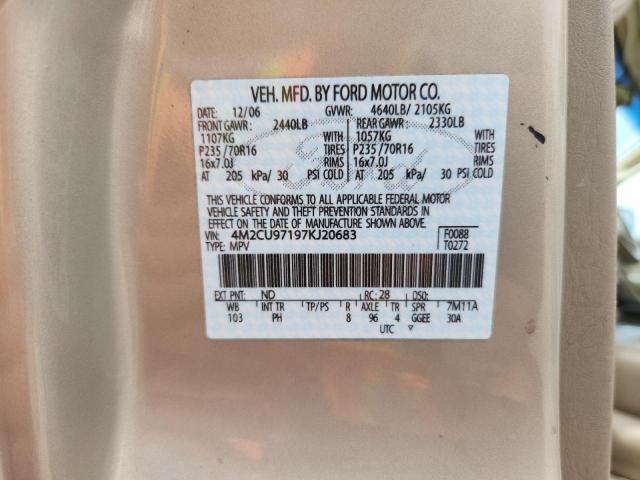 VEH. MFD. BY FORD MOTOR CO.
DATE: 12/06 GVWR: 4640LB/ 2105KG
FRONT GAWR: 2440LB REAR GAWR: 2330LB
1107KG WITH 1057KG WITH
P235/70R16 TIRES P235/70R16 TIRES
16x7.0J RIMS 16x7.0J RIMS
AT 205 kPa/ 30 PSI COLD AT 205 kPa/ 30 PSI COLD
THIS VEHICLE CONFORMS TO ALL APPLICABLE FEDERAL MOTOR
VEHICLE SAFETY AND THEFT PREVENTION STANDARDS IN
EFFECT ON THE DATE OF MANUFACTURE SHOWN ABOVE.
VIN: 4M2CU97197KJ20683 F0088
TYPE: MPV T0272
EXT PNT: ND RC: 28 DSO:
WB INT TR TP/PS R AXLE TR SPR 7M11A
103 PH 8 96 4 GGEE 30A
UTC
Ford